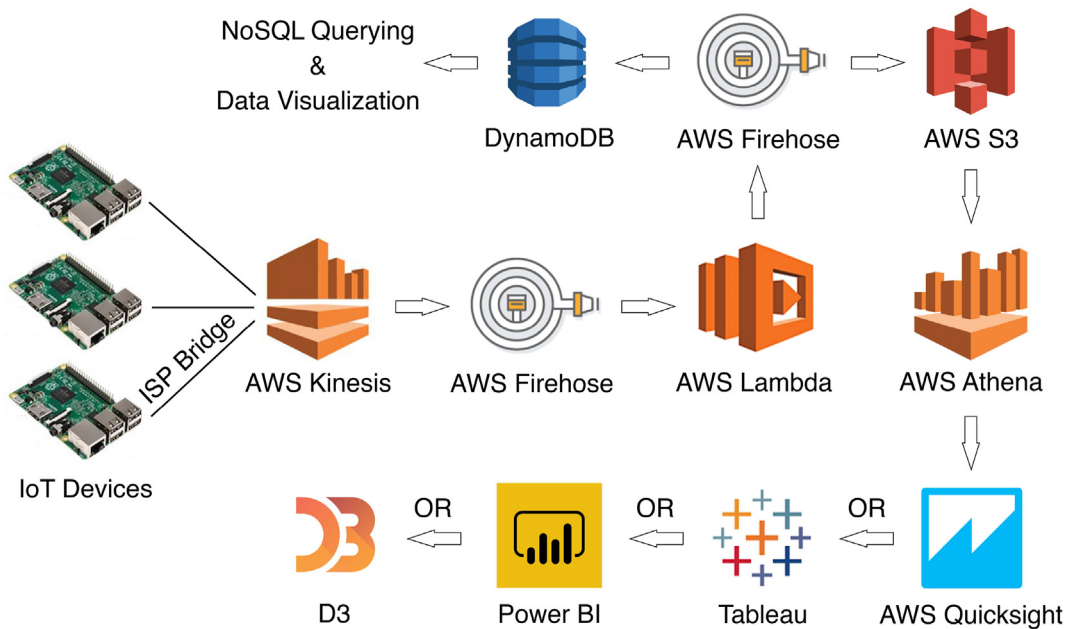 NoSQL Querying
&
Data Visualization
DynamoDB
AWS Firehose
AWS S3
ISP Bridge
IoT Devices
AWS Kinesis
AWS Firehose
AWS Lambda
AWS Athena
OR
OR
OR
D3
Power BI
Tableau
AWS Quicksight